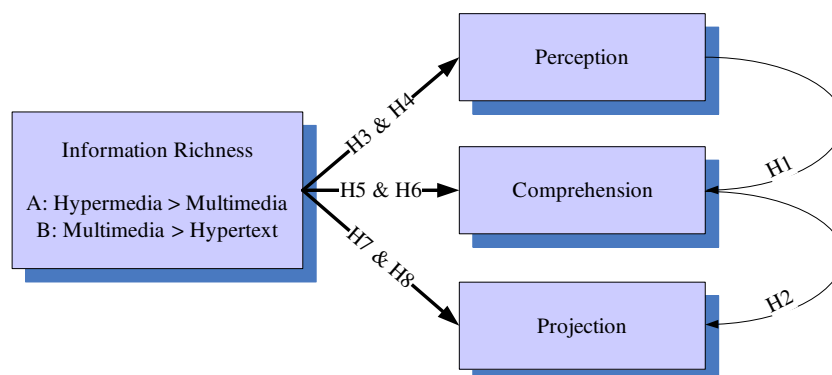 Perception
H3 & H4
Information Richness
H1
A: Hypermedia > Multimedia
H5 & H6
Comprehension
B: Multimedia > Hypertext
H7 & H8
H2
Projection